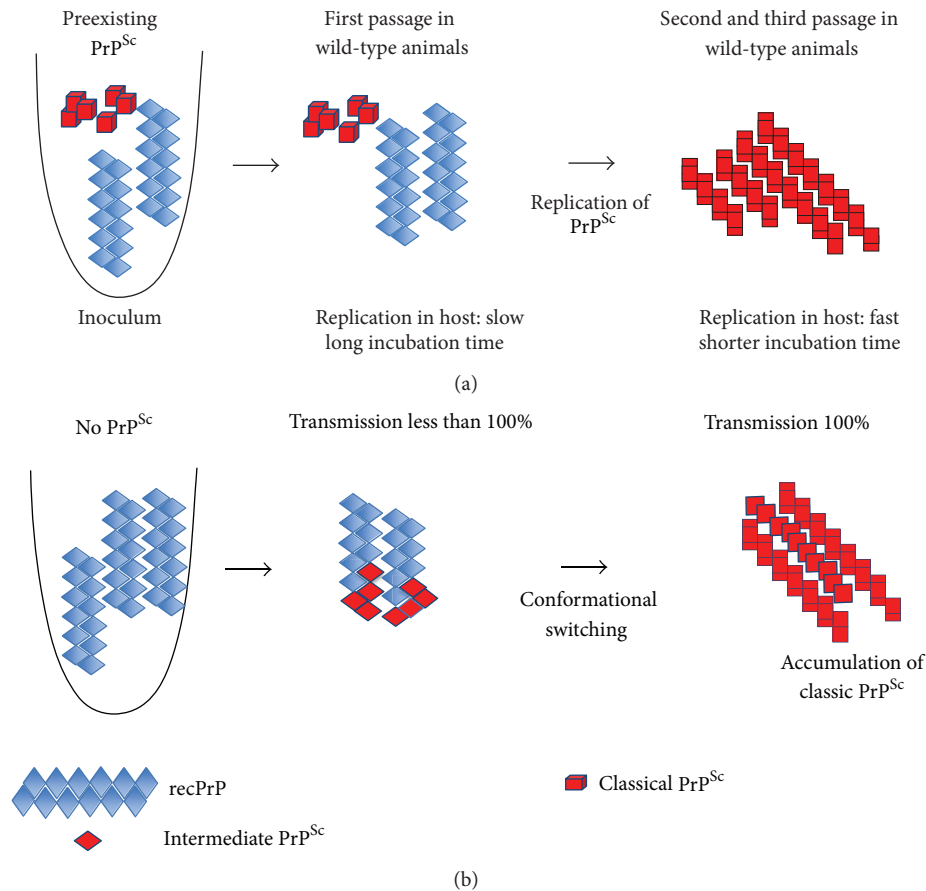 Preexisting
PrP^Sc
First passage in
wild-type animals
Second and third passage in
wild-type animals
Replication of
PrP^Sc
Inoculum
Replication in host: slow
long incubation time
Replication in host: fast
shorter incubation time
(a)
No PrP^Sc
Transmission less than 100%
Transmission 100%
Conformational
switching
Accumulation of
classic PrP^Sc
recPrP
Classical PrP^Sc
Intermediate PrP^Sc
(b)